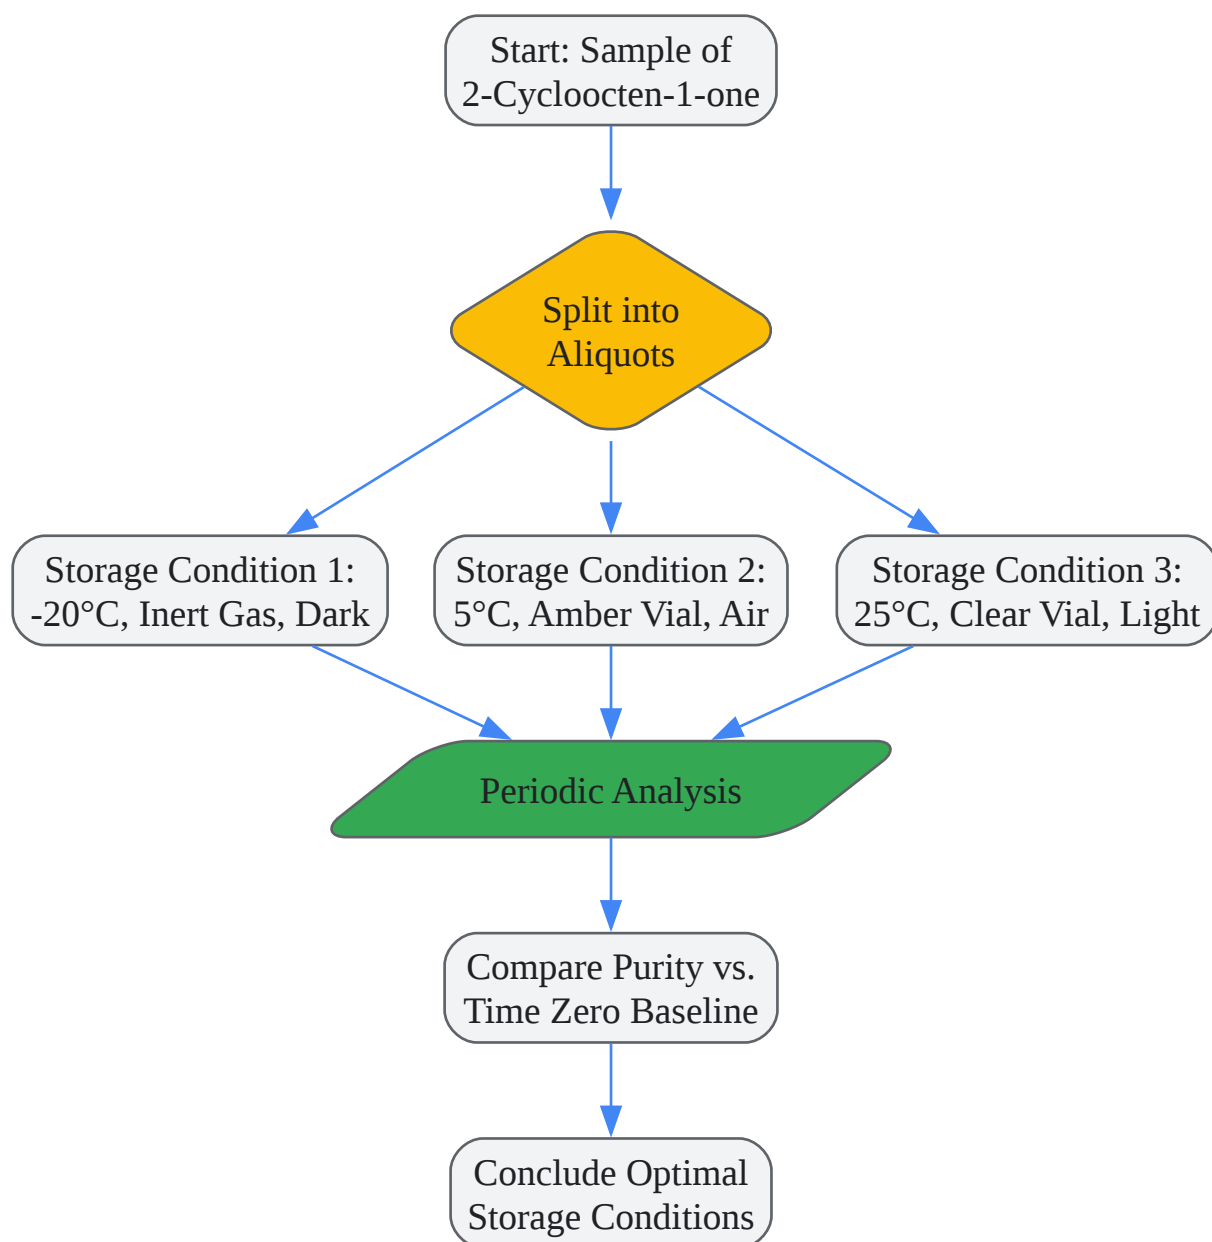 Start: Sample of
2-Cycloocten-1-one
Split into
Aliquots
Storage Condition 1:
-20°C, Inert Gas, Dark
Storage Condition 2:
5°C, Amber Vial, Air
Storage Condition 3:
25°C, Clear Vial, Light
Periodic Analysis
Compare Purity vs.
Time Zero Baseline
Conclude Optimal
Storage Conditions